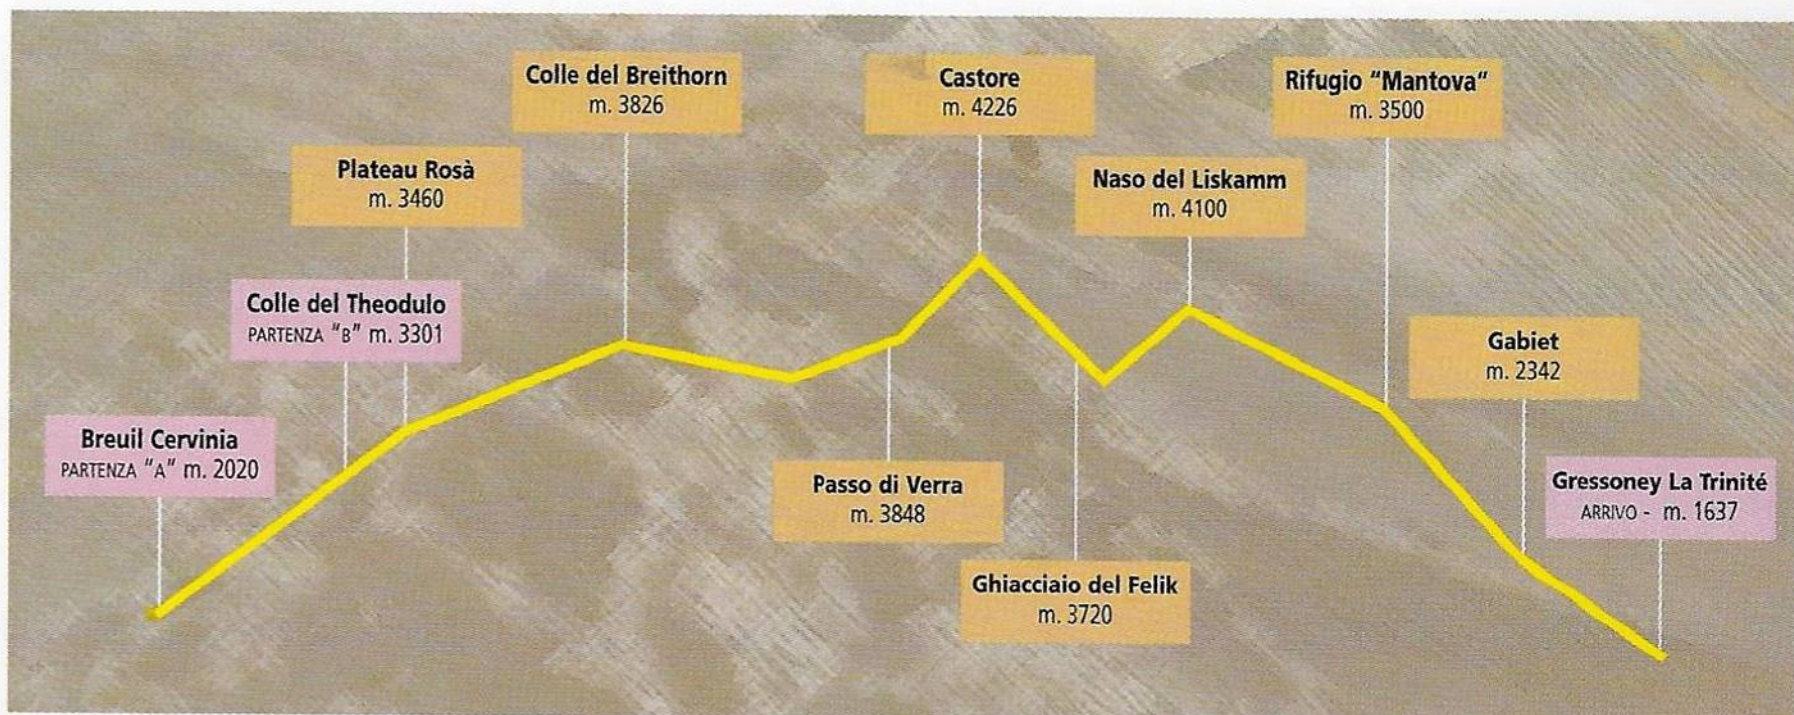 Colle del Breithorn
m. 3826
Castore
m. 4226
Rifugio “Mantova“
m. 3500
Plateau Rosà
m. 3460
Naso del Liskamm
m. 4100
Colle del Theodulo
PARTENZA “B” m. 3301
Gabiet
m. 2342
Breuil Cervinia
PARTENZA “A” m. 2020
Passo di Verra
m. 3848
Gressoney La Trinité
ARRIVO - m. 1637
Ghiacciaio del Felik
m. 3720